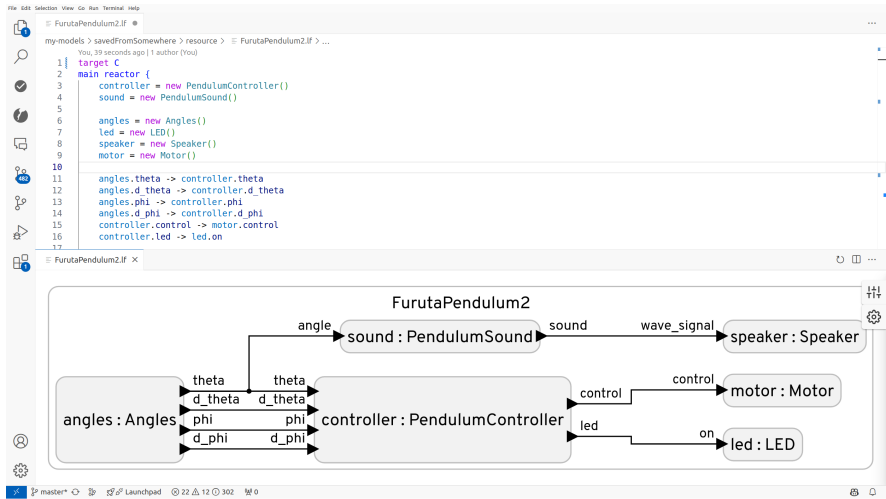 File Edit Selection View Go Run Terminal Help
FurutaPendulum2.lf
my-models > savedFromSomewhere > resource > FurutaPendulum2.lf > ...
You, 39 seconds ago | 1 author (You)
1 target C
2 main reactor {
3 controller = new PendulumController()
4 sound = new PendulumSound()
5
6 angles = new Angles()
7 led = new LED()
8 speaker = new Speaker()
9 motor = new Motor()
10
11 angles.theta -> controller.theta
12 angles.d_theta -> controller.d_theta
13 angles.phi -> controller.phi
14 angles.d_phi -> controller.d_phi
15 controller.control -> motor.control
16 controller.led -> led.on
17
1
482
1
FurutaPendulum2.lf
FurutaPendulum2
angle
sound : PendulumSound
sound
wave_signal
speaker : Speaker
angles : Angles
theta
theta
d_theta
d_theta
phi
phi
d_phi
d_phi
controller : PendulumController
control
control
motor : Motor
led
on
led : LED
master*
Launchpad
22 12 302
0